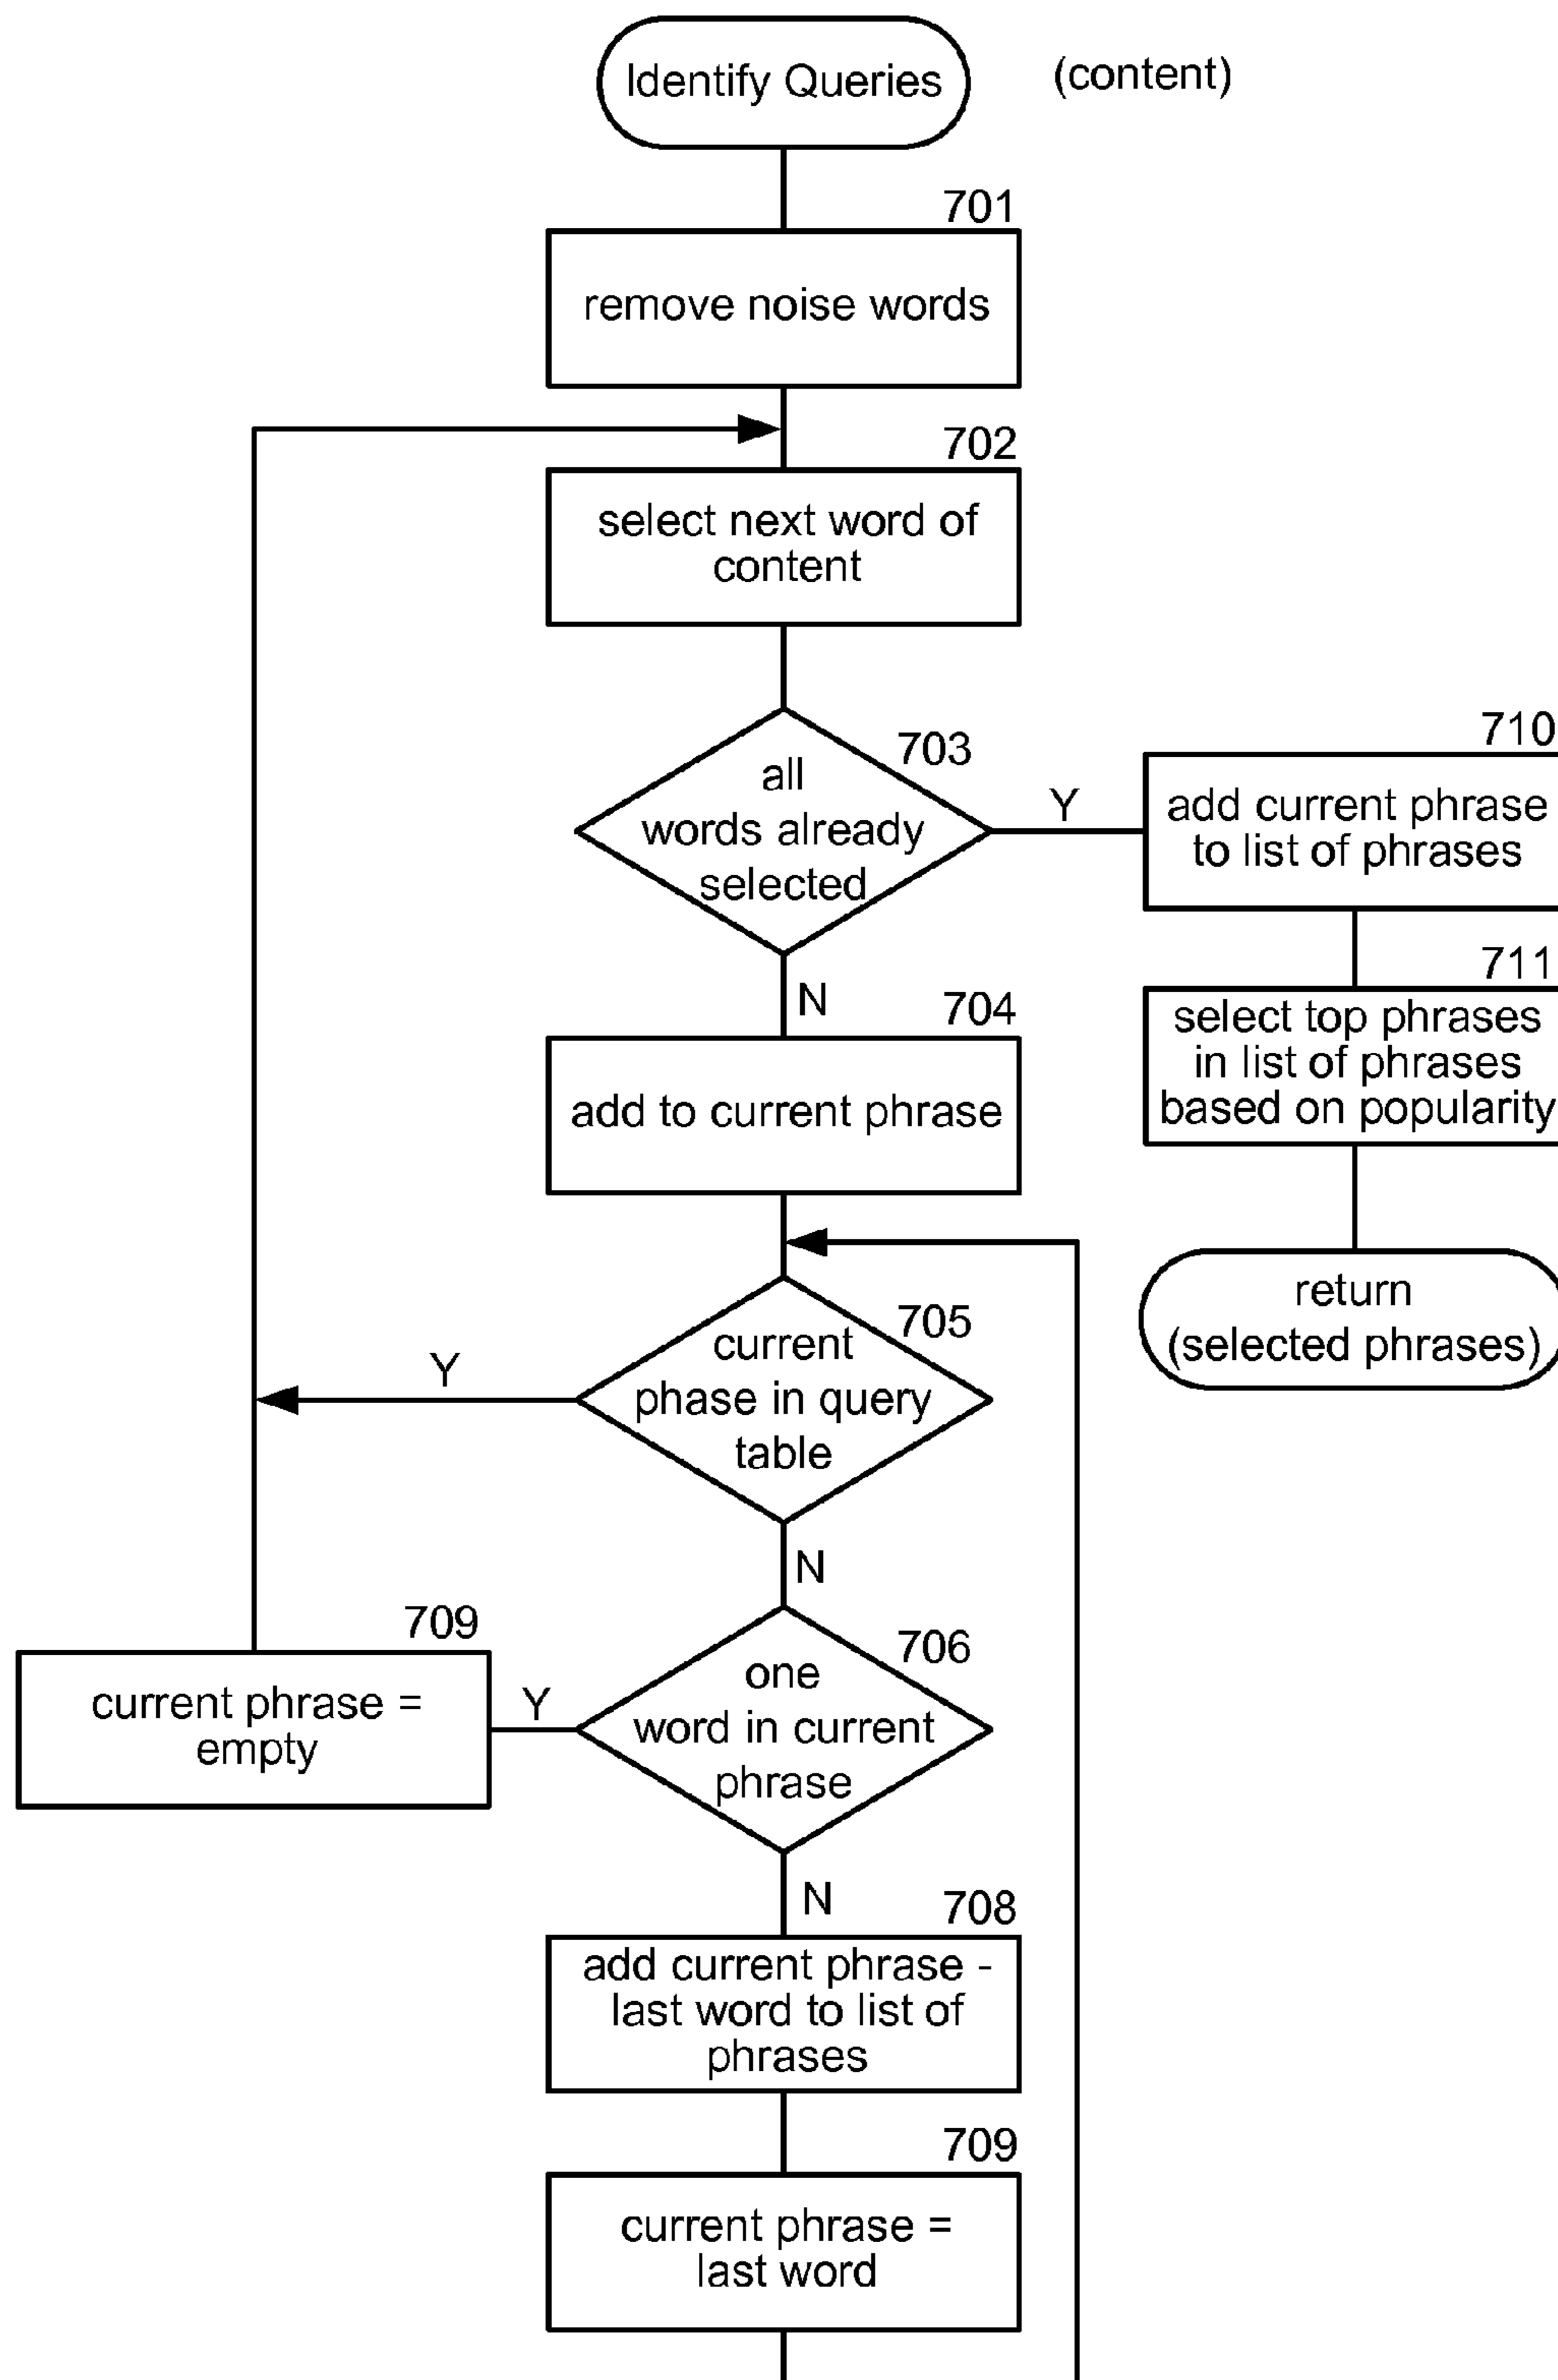 Identify Queries
(content)
701
remove noise words
702
select next word of
content
703
all
words already
selected
Y
710
add current phrase
to list of phrases
711
select top phrases
in list of phrases
based on popularity
return
(selected phrases)
N
704
add to current phrase
705
current
phase in query
table
Y
N
706
one
word in current
phrase
Y
709
current phrase =
empty
N
708
add current phrase -
last word to list of
phrases
709
current phrase =
last word